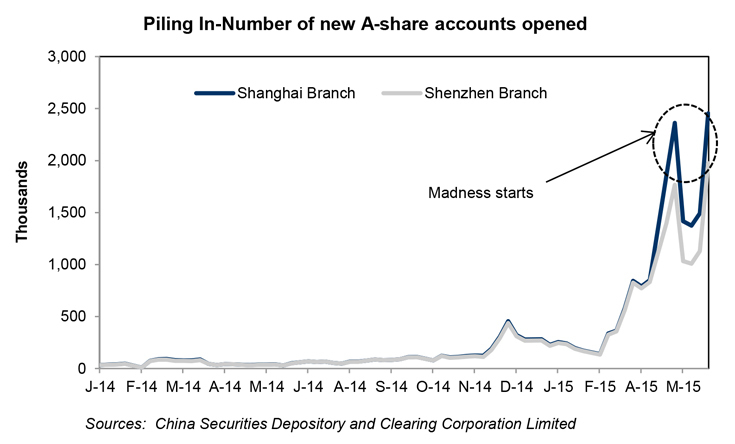 Piling In-Number of new A-share accounts opened
3,000
2,500
2,000
1,500
1,000
500
0
Thousands
Shanghai Branch
Shenzhen Branch
Madness starts
J-14
F-14
M-14
A-14
M-14
J-14
J-14
A-14
S-14
O-14
N-14
D-14
J-15
F-15
A-15
M-15
Sources: China Securities Depository and Clearing Corporation Limited